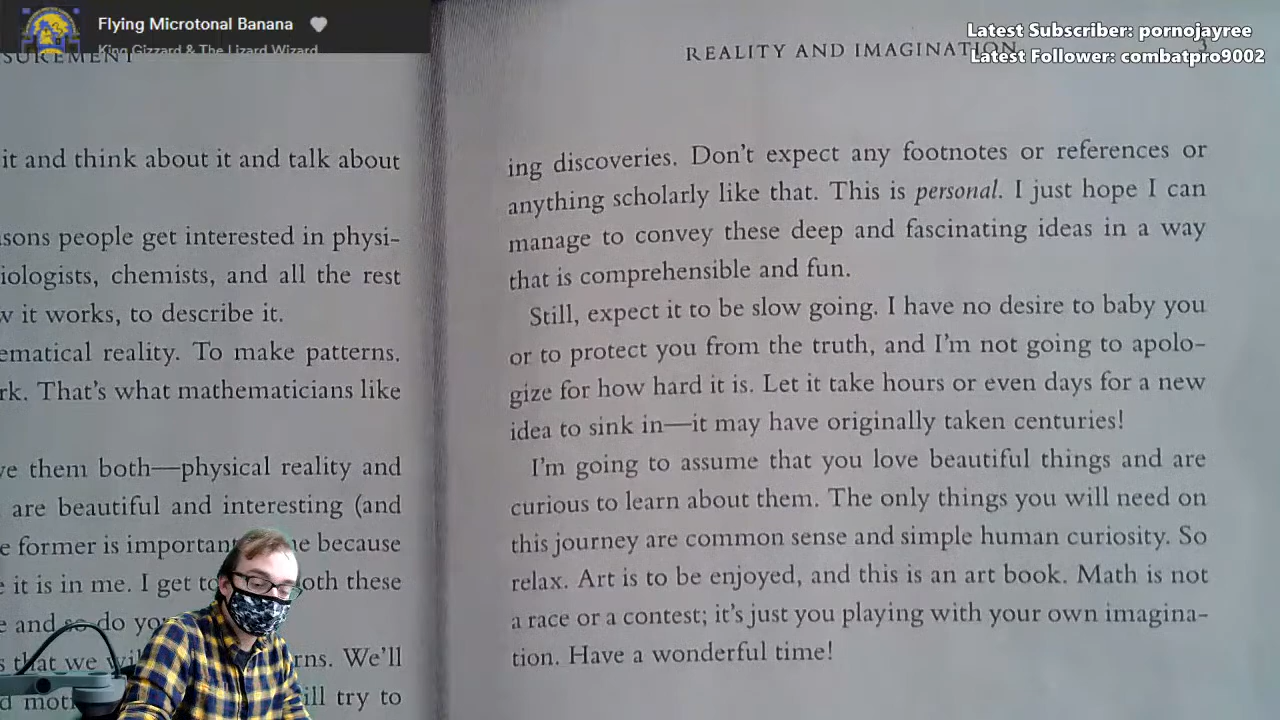 Flying Microtonal Banana
King Gizzard & The Lizard Wizard
Latest Subscriber: pornojayree
Latest Follower: combatpro9002
SUREMENT
it and think about it and talk about
sons people get interested in physi-
iologists, chemists, and all the rest
w it works, to describe it.
ematical reality. To make patterns.
rk. That's what mathematicians like
ve them both—physical reality and
are beautiful and interesting (and
e former is important because
e it is in me. I get to both these
e and so do
s that we rns. We'll
ill try to
REALITY AND IMAGINATION 3
ing discoveries. Don't expect any footnotes or references or
anything scholarly like that. This is personal. I just hope I can
manage to convey these deep and fascinating ideas in a way
that is comprehensible and fun.
Still, expect it to be slow going. I have no desire to baby you
or to protect you from the truth, and I'm not going to apolo-
gize for how hard it is. Let it take hours or even days for a new
idea to sink in—it may have originally taken centuries!
I'm going to assume that you love beautiful things and are
curious to learn about them. The only things you will need on
this journey are common sense and simple human curiosity. So
relax. Art is to be enjoyed, and this is an art book. Math is not
a race or a contest; it's just you playing with your own imagina-
tion. Have a wonderful time!